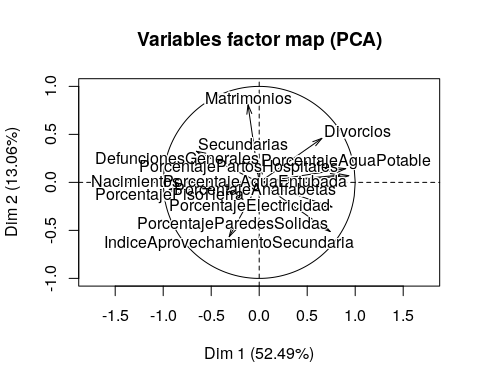 Variables factor map (PCA)
Matrimonios
Divorcios
Secundarias
DefuncionesGenerales
PorcentajeAguaPotable
PorcentajePartosHospitales
Nacimientos
PorcentajeAguaEntubada
PorcentajeAnalfabetas
PorcentajePisoTierra
PorcentajeElecticidad
PorcentajeParedesSolidas
IndiceAprovechamientoSecundaria
1.0
0.5
0.0
-0.5
-1.0
Dim 2 (13.06%)
-1.5 -1.0 -0.5 0.0 0.5 1.0 1.5
Dim 1 (52.49%)